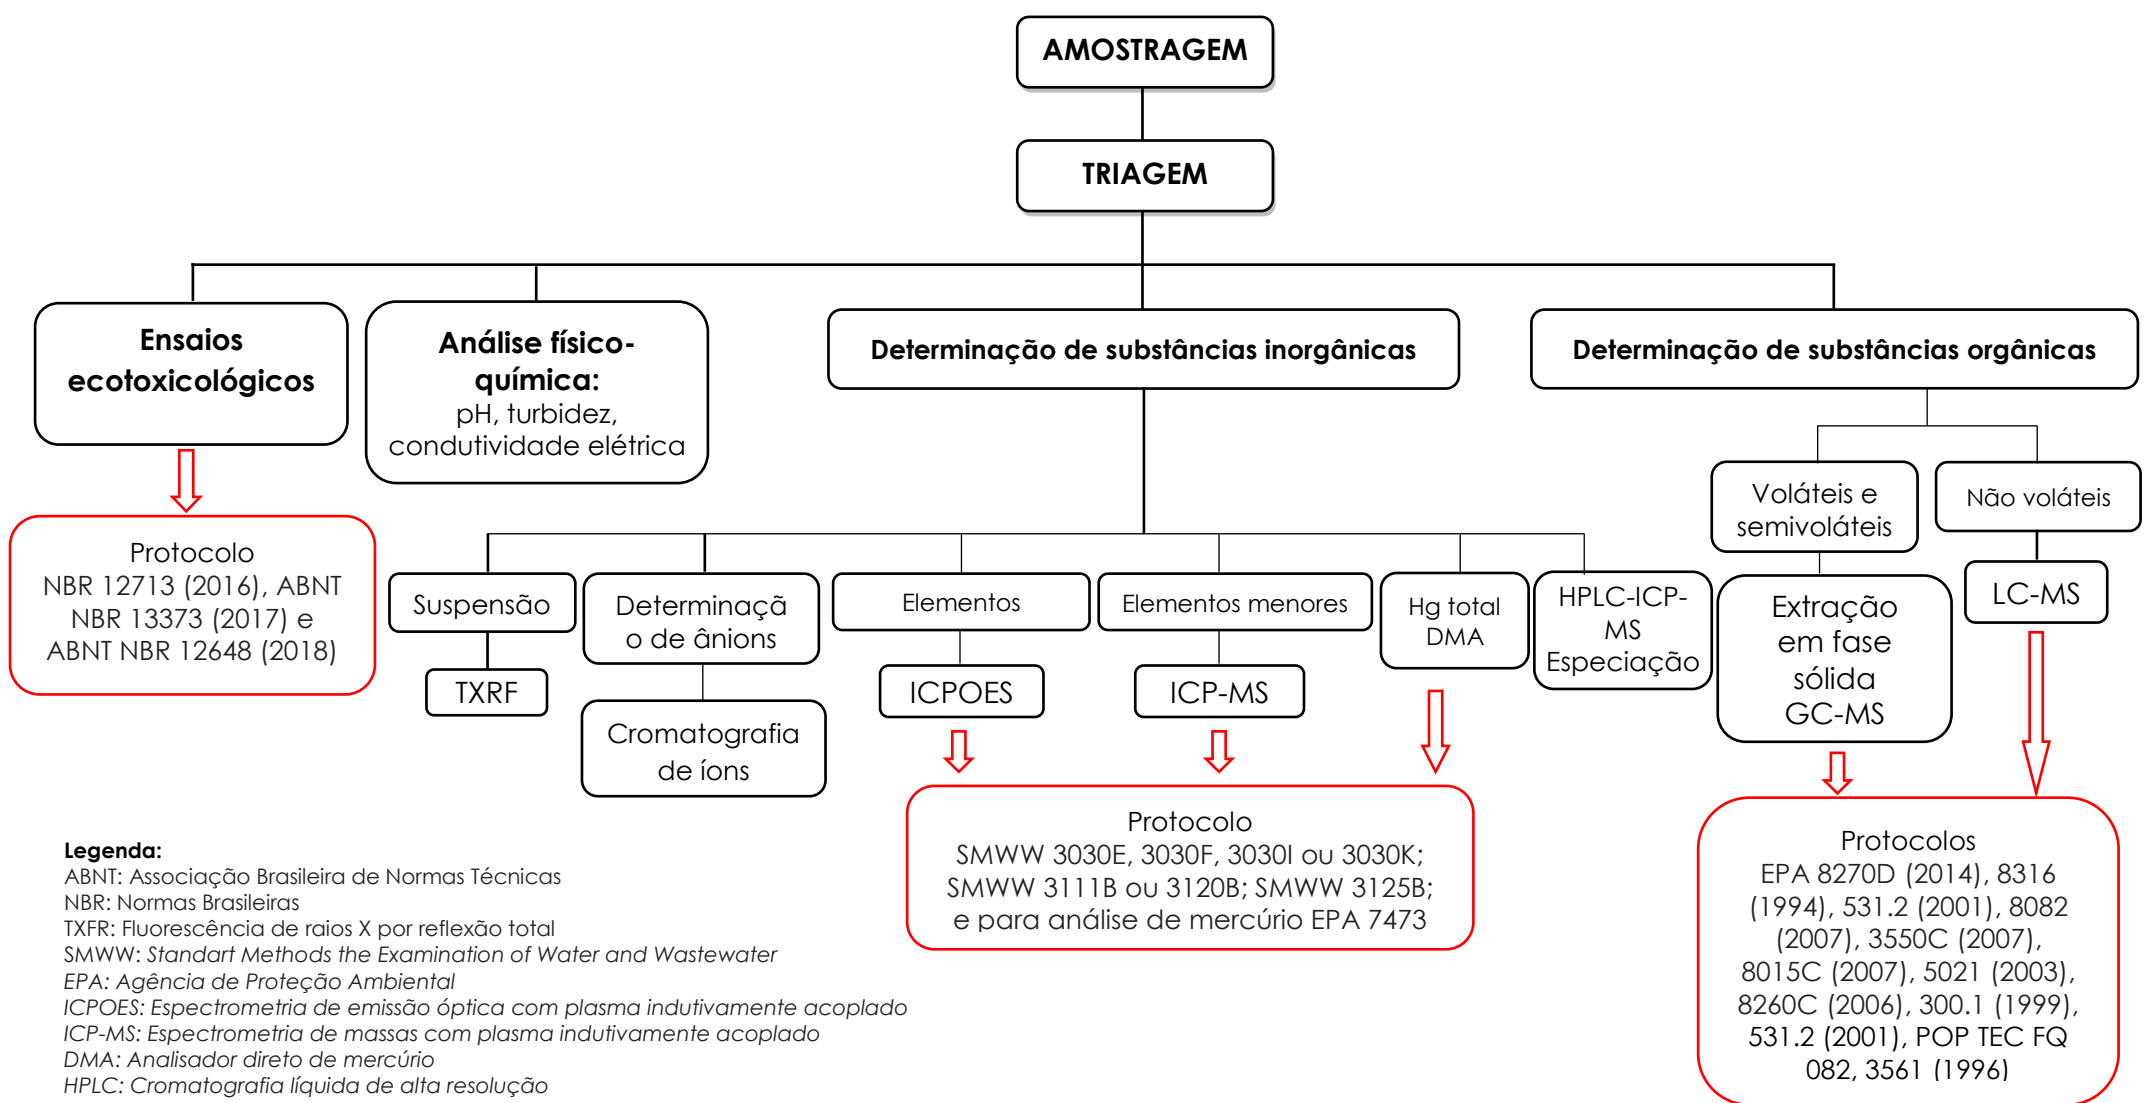 AMOSTRAGEM
TRIAGEM
Ensaios
ecotoxicológicos
Análise físico-
química:
pH, turbidez,
condutividade elétrica
Determinação de substâncias inorgânicas
Determinação de substâncias orgânicas
Voláteis e
semivoláteis
Não voláteis
Protocolo
NBR 12713 (2016), ABNT
NBR 13373 (2017) e
ABNT NBR 12648 (2018)
Suspensão
Determinaçã
o de ânions
Elementos
Elementos menores
Hg total
DMA
HPLC-ICP-
MS
Especiação
Extração
em fase
sólida
GC-MS
LC-MS
TXRF
Cromatografia
de íons
ICPOES
ICP-MS
Protocolo
SMWW 3030E, 3030F, 3030I ou 3030K;
SMWW 3111B ou 3120B; SMWW 3125B;
e para análise de mercúrio EPA 7473
Protocolos
EPA 8270D (2014), 8316
(1994), 531.2 (2001), 8082
(2007), 3550C (2007),
8015C (2007), 5021 (2003),
8260C (2006), 300.1 (1999),
531.2 (2001), POP TEC FQ
082, 3561 (1996)
Legenda:
ABNT: Associação Brasileira de Normas Técnicas
NBR: Normas Brasileiras
TXFR: Fluorescência de raios X por reflexão total
SMWW: Standart Methods the Examination of Water and Wastewater
EPA: Agência de Proteção Ambiental
ICPOES: Espectrometria de emissão óptica com plasma indutivamente acoplado
ICP-MS: Espectrometria de massas com plasma indutivamente acoplado
DMA: Analisador direto de mercúrio
HPLC: Cromatografia líquida de alta resolução